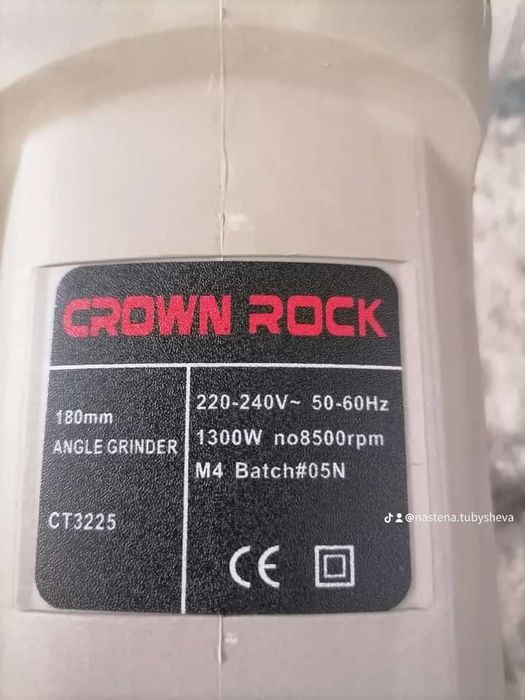 CROWN ROCK
180mm
ANGLE GRINDER
CT3225
220-240V~ 50-60Hz
1300W no8500rpm
M4 Batch#05N
CE
@nastena.tubysheva